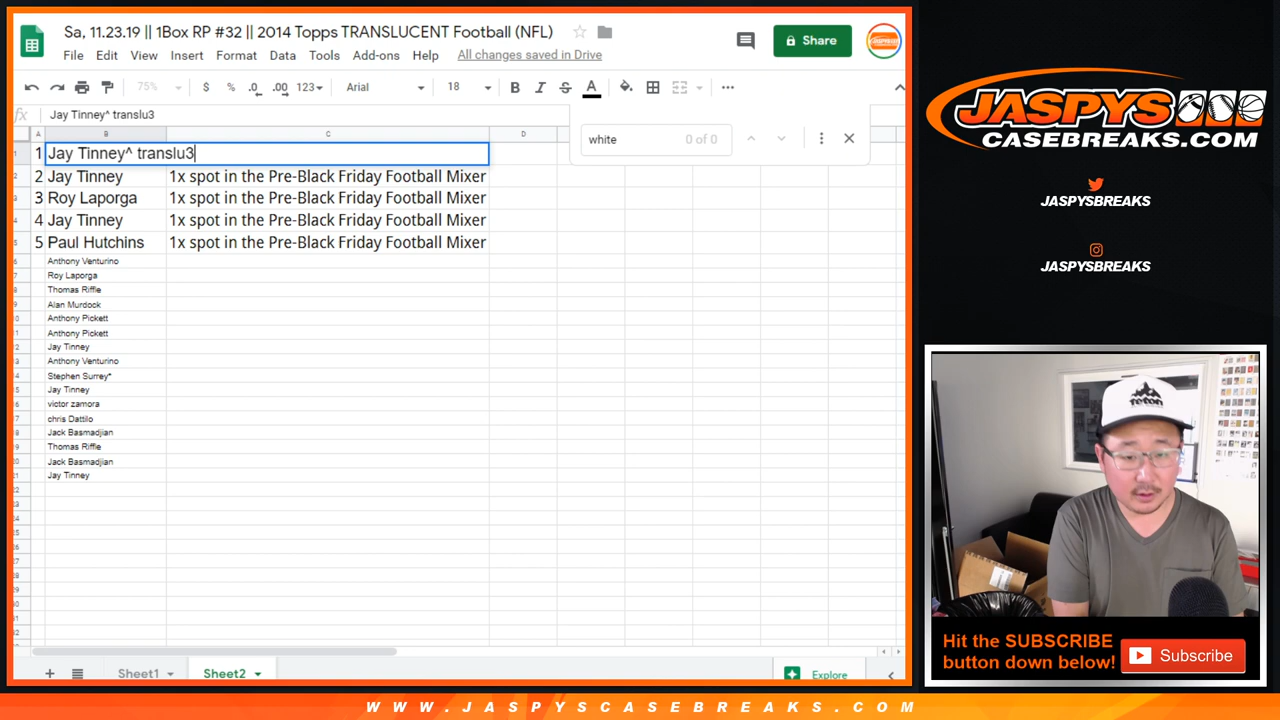 Sa, 11.23.19 || 1Box RP #32 || 2014 Topps TRANSLUCENT Football (NFL)
File Edit View Insert Format Data Tools Add-ons Help All changes saved in Drive
Share
75% $ % .0 .00 123 Arial 18 B I S A
fx Jay Tinney^ translu3
white 0 of 0
A B C D
1 Jay Tinney^ translu3
2 Jay Tinney 1x spot in the Pre-Black Friday Football Mixer
3 Roy Laporga 1x spot in the Pre-Black Friday Football Mixer
4 Jay Tinney 1x spot in the Pre-Black Friday Football Mixer
5 Paul Hutchins 1x spot in the Pre-Black Friday Football Mixer
Anthony Venturino
Roy Laporga
Thomas Riffle
Alan Murdock
Anthony Pickett
Anthony Pickett
Jay Tinney
Anthony Venturino
Stephen Surrey*
Jay Tinney
victor zamora
chris Dattilo
Jack Basmadjian
Thomas Riffle
Jack Basmadjian
Jay Tinney
Sheet1 Sheet2 Explore
JASPYS
CASEBREAKS.COM
JASPYSBREAKS
JASPYSBREAKS
teton
Hit the SUBSCRIBE
button down below!
Subscribe
WWW.JASPYSCASEBREAKS.COM